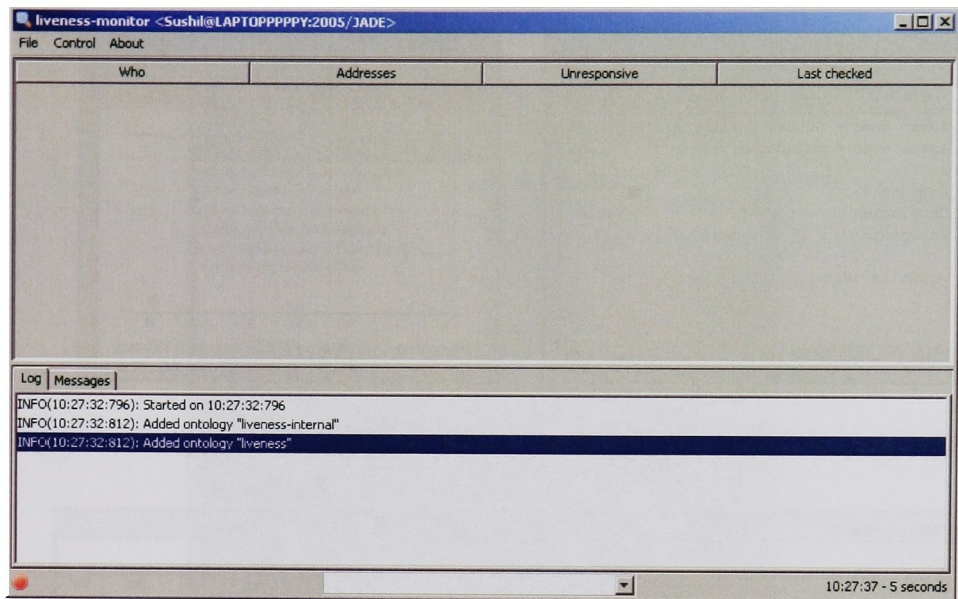 liveness-monitor <Sushil@LAPTOPPPPPY:2005/JADE>
File Control About
Who Addresses Unresponsive Last checked
Log Messages
INFO(10:27:32:796): Started on 10:27:32:796
INFO(10:27:32:812): Added ontology "liveness-internal"
INFO(10:27:32:812): Added ontology "liveness"
10:27:37 - 5 seconds